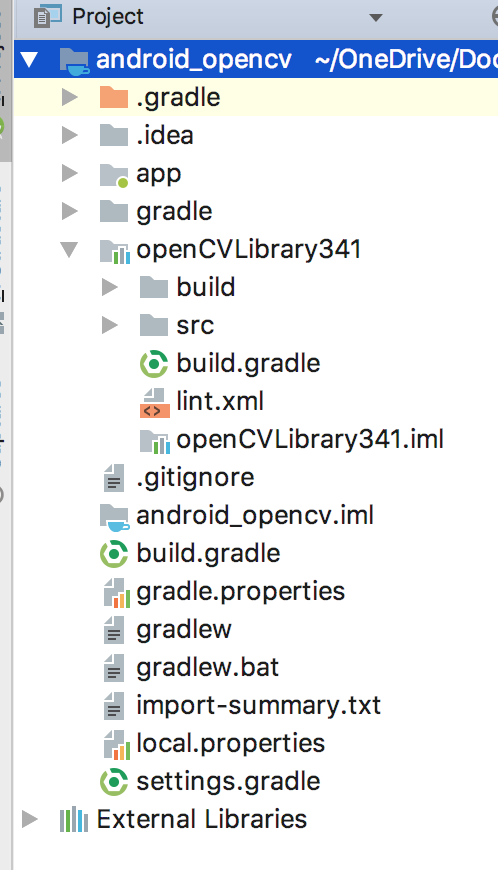 Project
android_opencv ~/OneDrive/Doc
.gradle
.idea
app
gradle
openCVLibrary341
build
src
build.gradle
lint.xml
openCVLibrary341.iml
.gitignore
android_opencv.iml
build.gradle
gradle.properties
gradlew
gradlew.bat
import-summary.txt
local.properties
settings.gradle
External Libraries